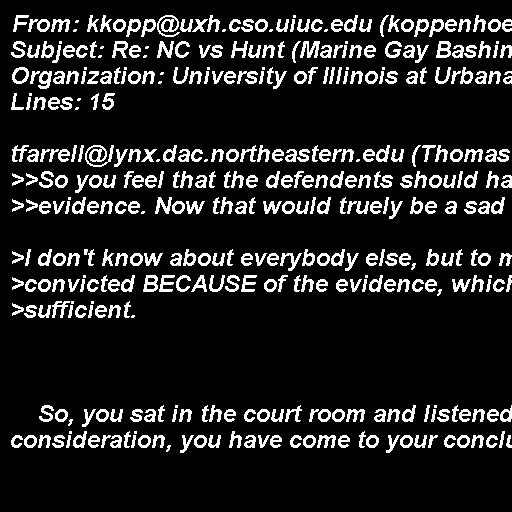 From: kkopp@uxh.cso.uiuc.edu (koppenhoe
Subject: Re: NC vs Hunt (Marine Gay Bashin
Organization: University of Illinois at Urbana
Lines: 15
tfarrell@lynx.dac.northeastern.edu (Thomas
>>So you feel that the defendents should ha
>>evidence. Now that would truely be a sad
>I don't know about everybody else, but to m
>convicted BECAUSE of the evidence, which
>sufficient.
So, you sat in the court room and listened
consideration, you have come to your conclu